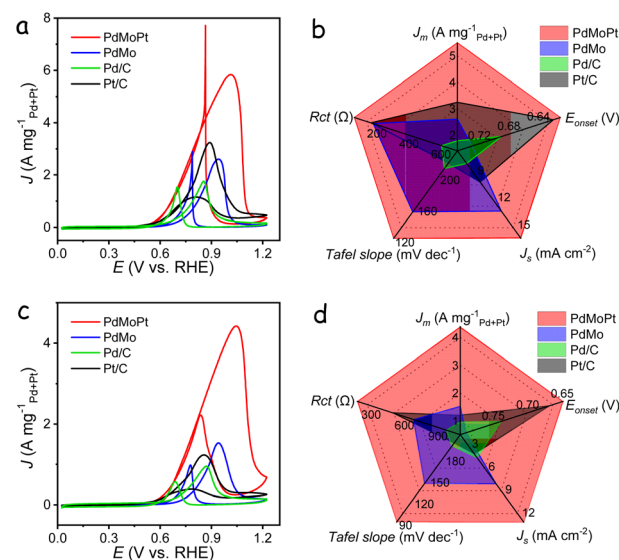 a
J (A mg⁻¹Pd+Pt)
8
6
4
2
0
PdMoPt
PdMo
Pd/C
Pt/C
0.0 0.3 0.6 0.9 1.2
E (V vs. RHE)
b
Jm (A mg⁻¹Pd+Pt)
PdMoPt
PdMo
Pd/C
Pt/C
5
4
3
2
Rct (Ω)
200
400
600
0.72
0.68
0.64
Eonset (V)
200
160
120
Tafel slope (mV dec⁻¹)
9
12
15
Js (mA cm⁻²)
c
J (A mg⁻¹Pd+Pt)
4
3
2
1
0
PdMoPt
PdMo
Pd/C
Pt/C
0.0 0.3 0.6 0.9 1.2
E (V vs. RHE)
d
Jm (A mg⁻¹Pd+Pt)
PdMoPt
PdMo
Pd/C
Pt/C
4
3
2
1
Rct (Ω)
300
600
900
0.75
0.70
0.65
Eonset (V)
180
150
120
90
Tafel slope (mV dec⁻¹)
3
6
9
12
Js (mA cm⁻²)